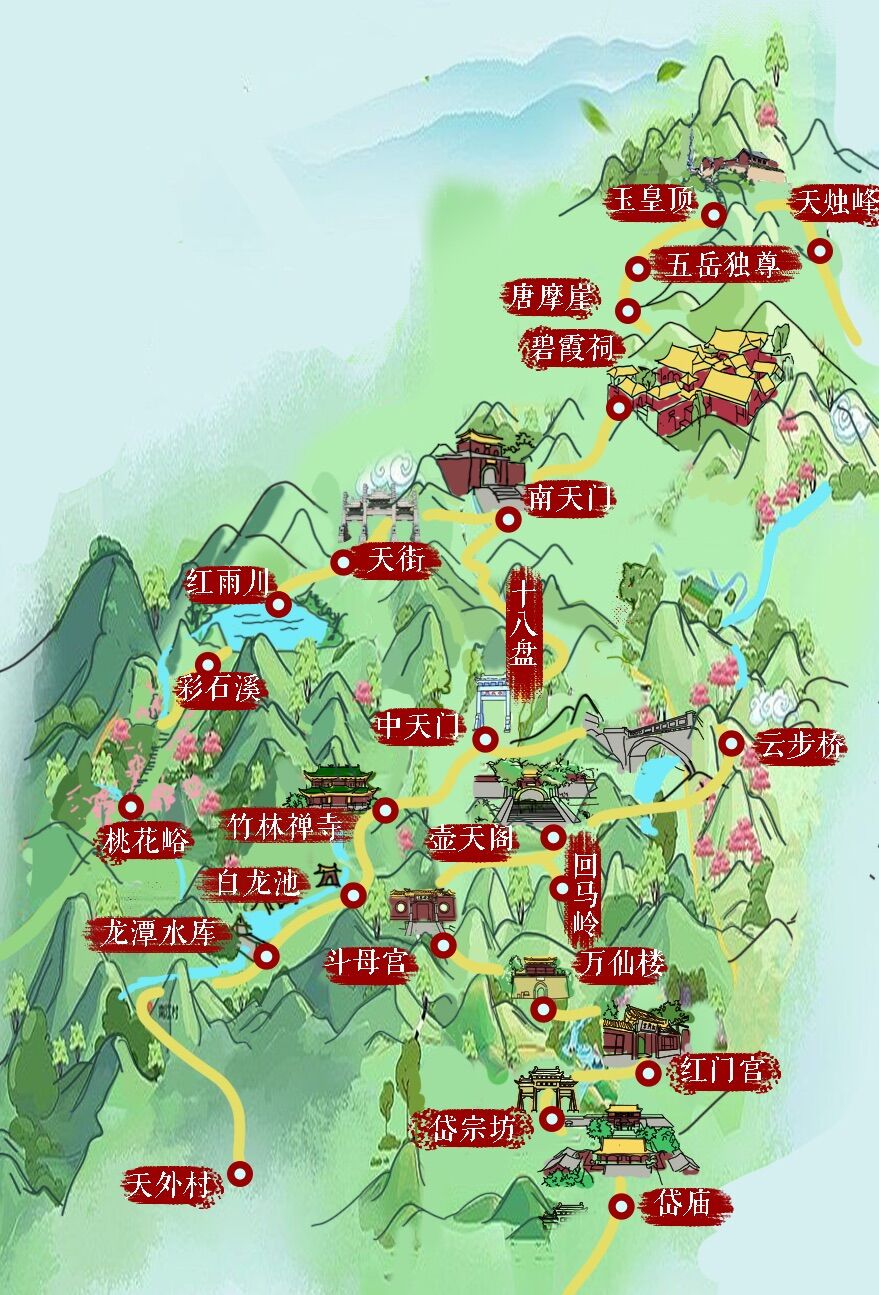 玉皇顶
天烛峰
五岳独尊
唐摩崖
碧霞祠
南天门
天街
红雨川
十八盘
彩石溪
中天门
云步桥
桃花峪
竹林禅寺
壶天阁
回马岭
白龙池
龙潭水库
斗母宫
万仙楼
红门宫
岱宗坊
天外村
岱庙